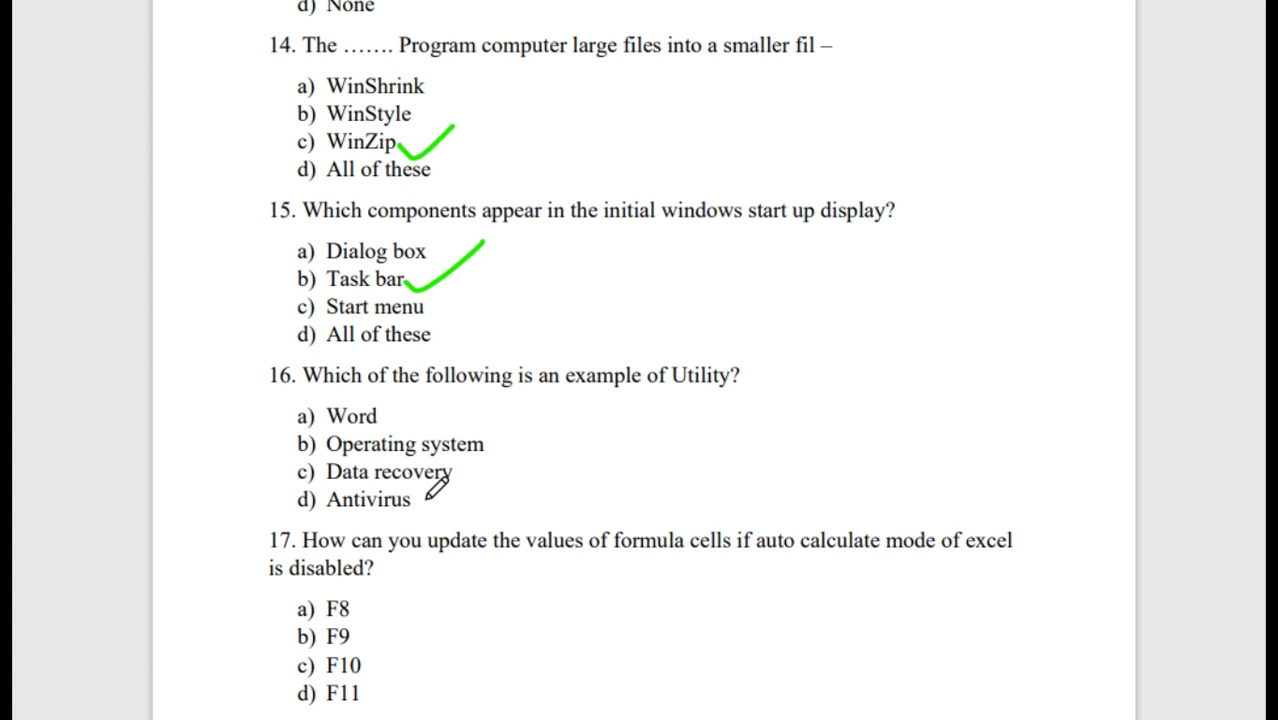 d) None
14. The ....... Program computer large files into a smaller fil –
a) WinShrink
b) WinStyle
c) WinZip
d) All of these
15. Which components appear in the initial windows start up display?
a) Dialog box
b) Task bar
c) Start menu
d) All of these
16. Which of the following is an example of Utility?
a) Word
b) Operating system
c) Data recovery
d) Antivirus
17. How can you update the values of formula cells if auto calculate mode of excel
is disabled?
a) F8
b) F9
c) F10
d) F11